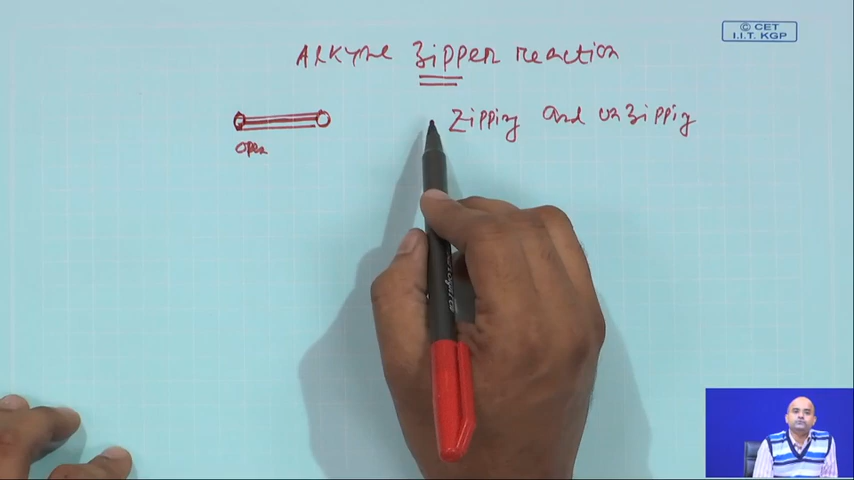 © CET
I.I.T. KGP
ALKYNE Zipper reaction
Zipping and unzipping
open